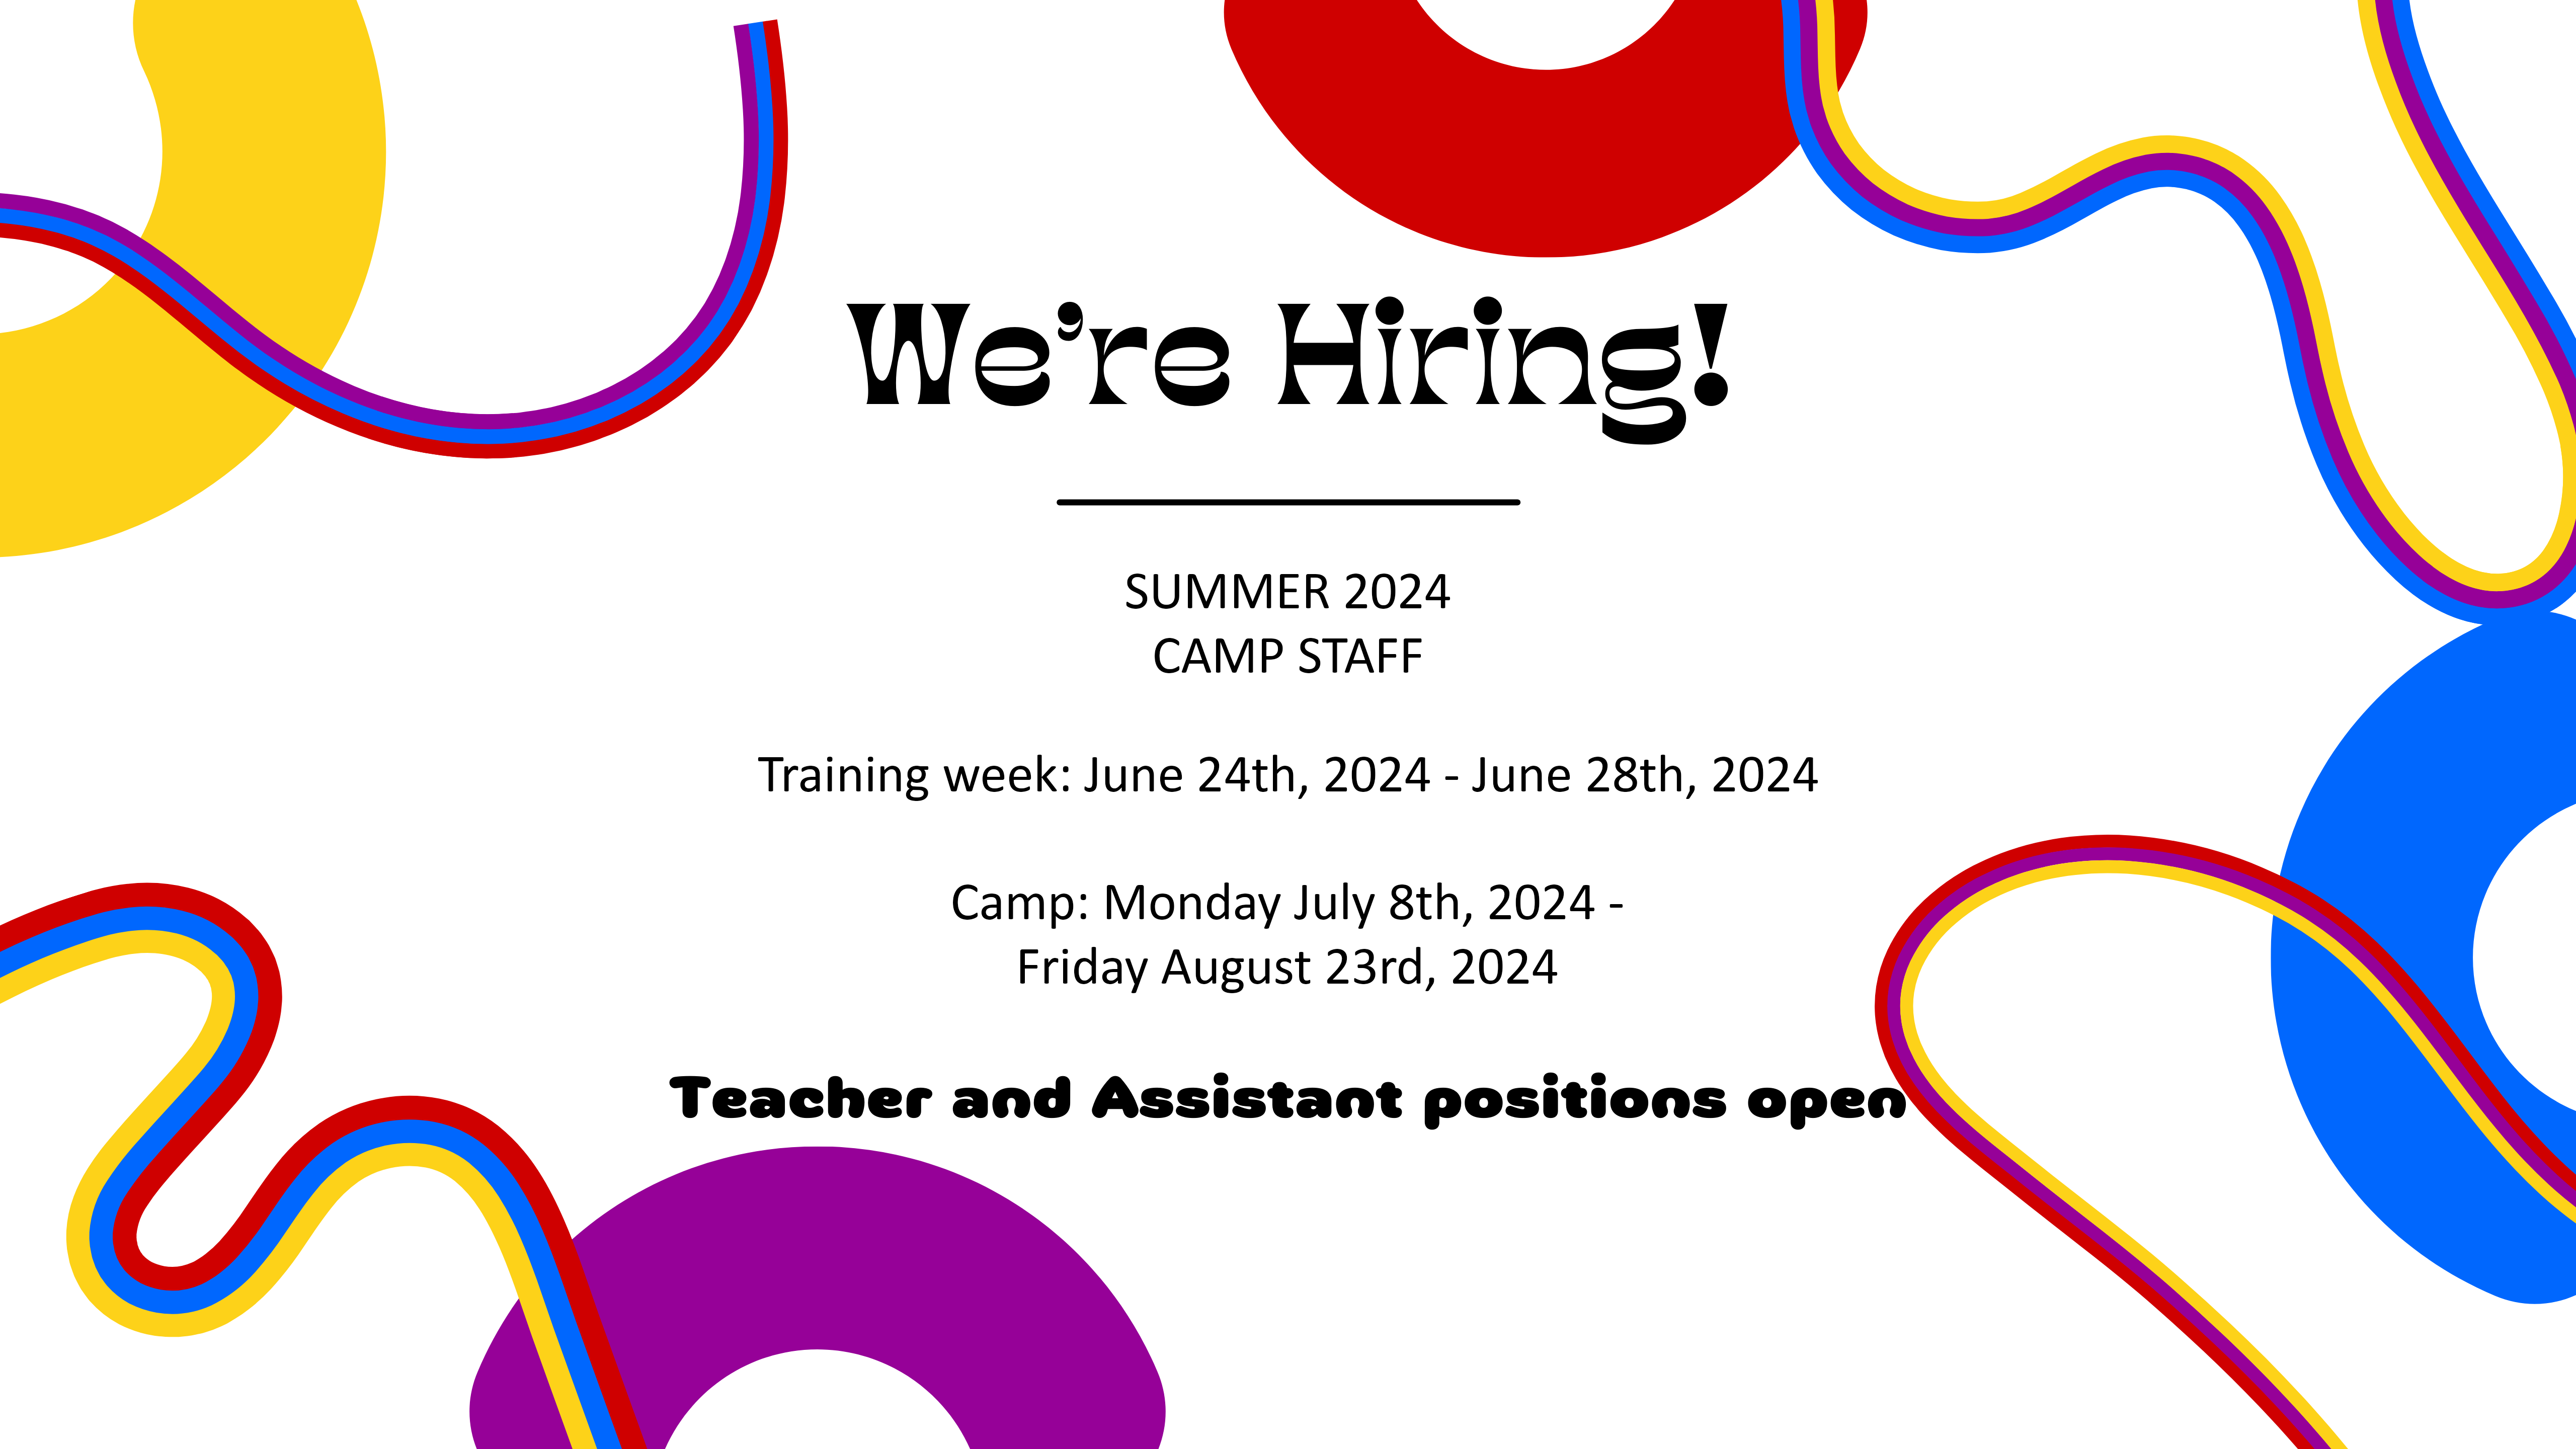 We’re Hiring!
SUMMER 2024
CAMP STAFF
Training week: June 24th, 2024 - June 28th, 2024
Camp: Monday July 8th, 2024 -
Friday August 23rd, 2024
Teacher and Assistant positions open